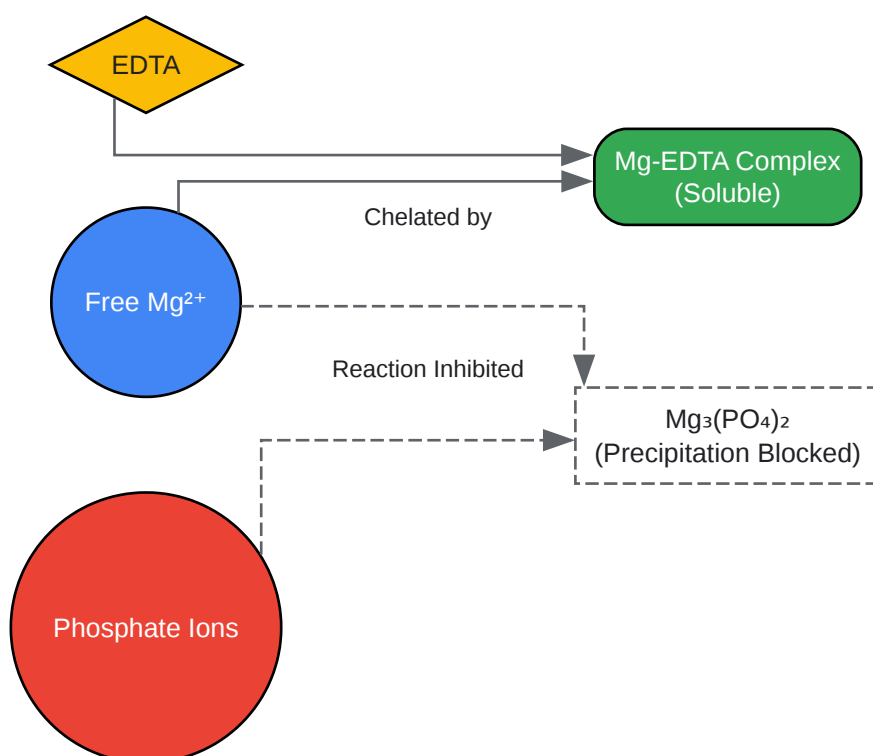 EDTA
Mg-EDTA Complex
(Soluble)
Chelated by
Free Mg²⁺
Reaction Inhibited
Mg₃(PO₄)₂
(Precipitation Blocked)
Phosphate Ions